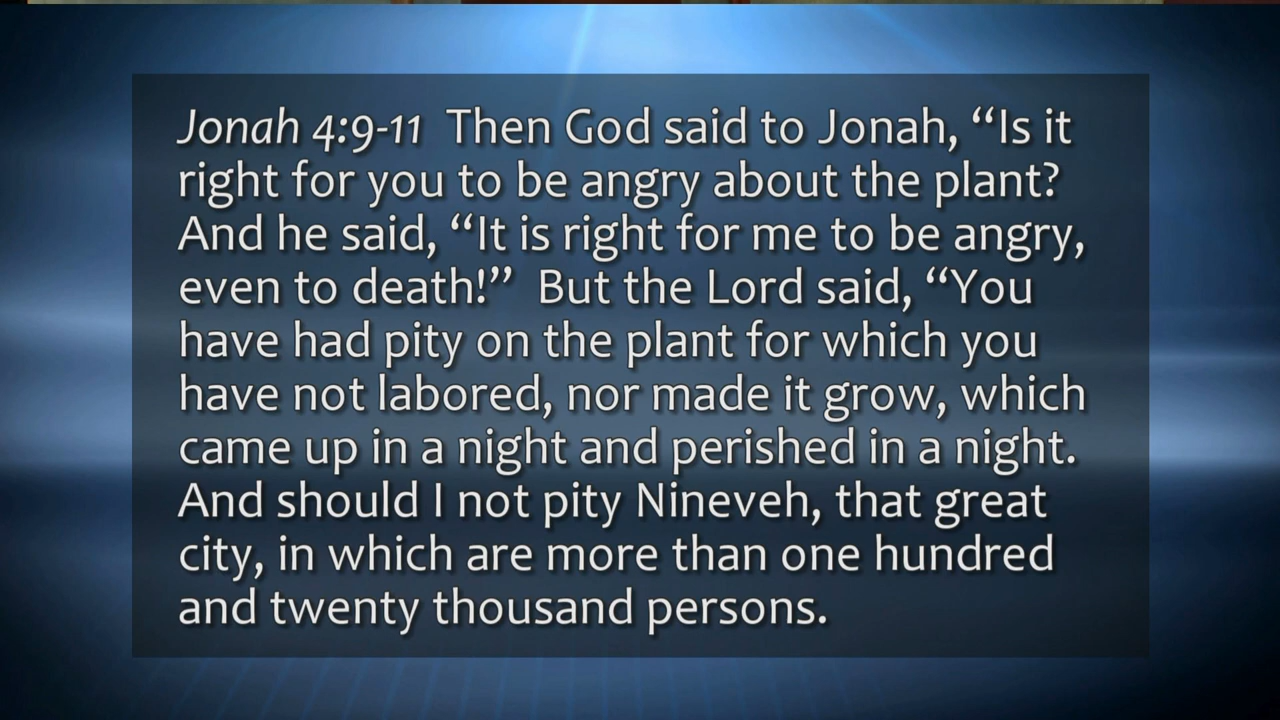 Jonah 4:9-11  Then God said to Jonah, “Is it
right for you to be angry about the plant?
And he said, “It is right for me to be angry,
even to death!”  But the Lord said, “You
have had pity on the plant for which you
have not labored, nor made it grow, which
came up in a night and perished in a night.
And should I not pity Nineveh, that great
city, in which are more than one hundred
and twenty thousand persons.